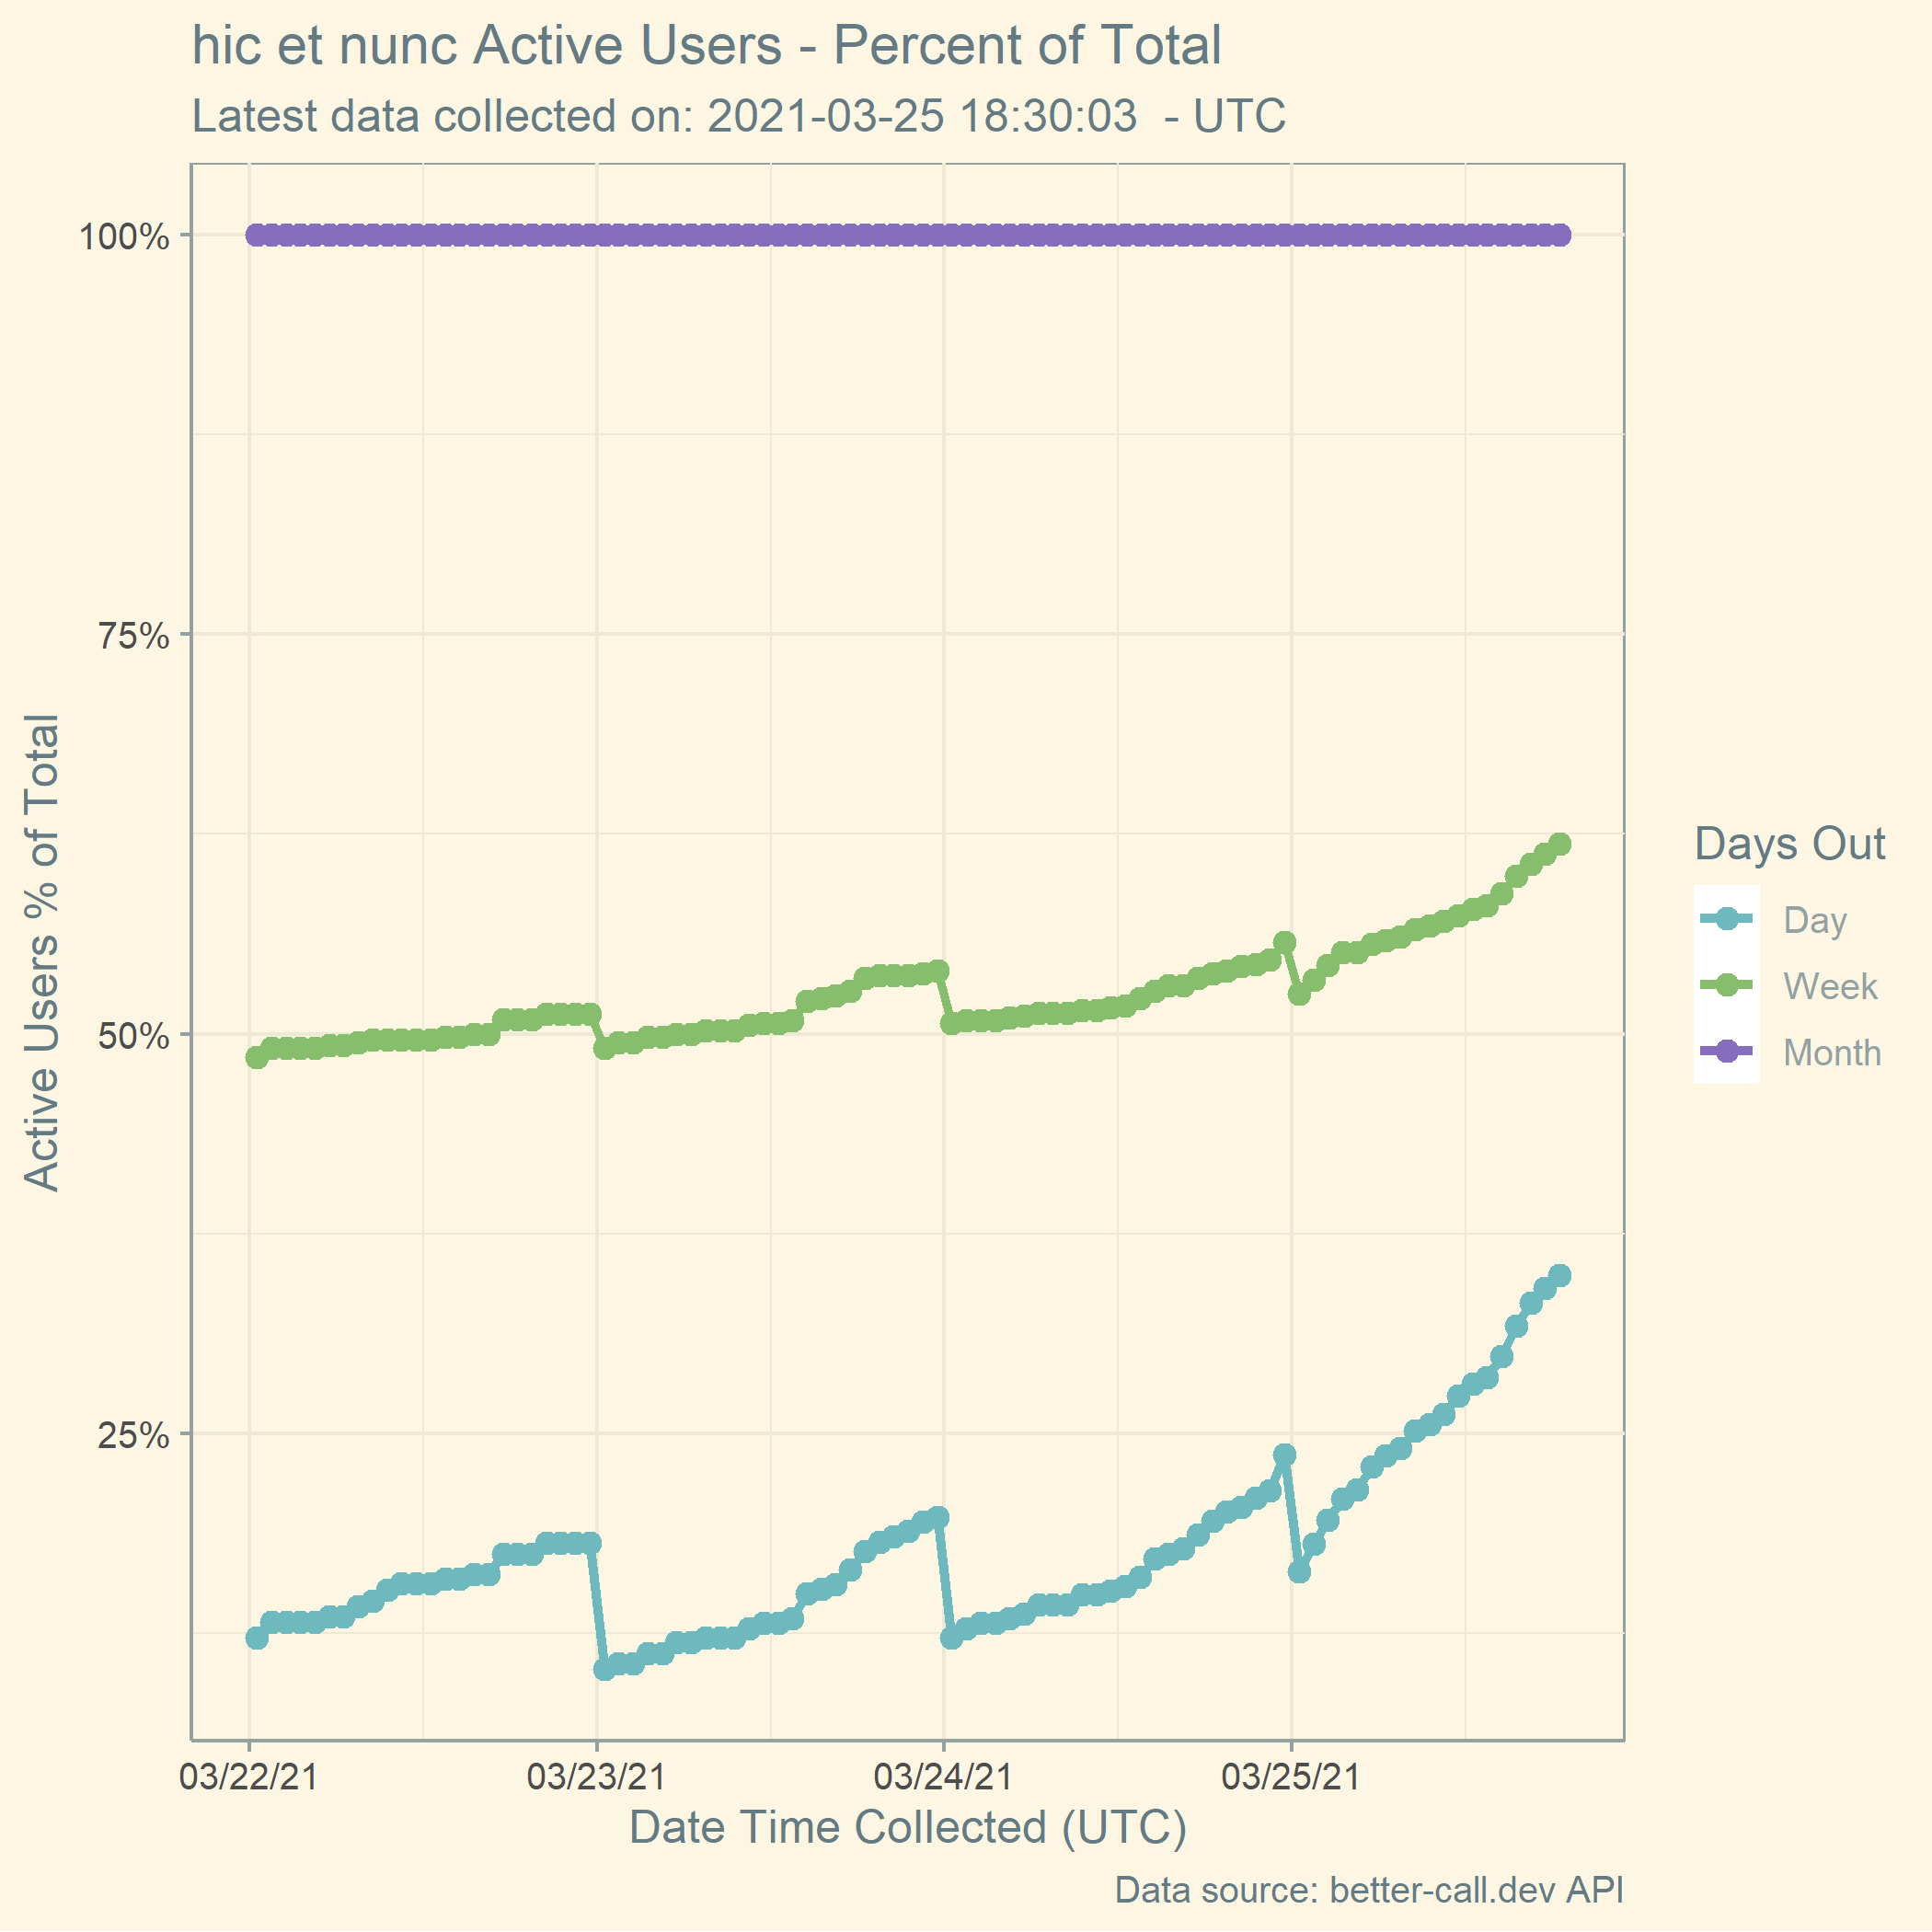 hic et nunc Active Users - Percent of Total
Latest data collected on: 2021-03-25 18:30:03  - UTC
Active Users % of Total
100%
75%
50%
25%
03/22/21
03/23/21
03/24/21
03/25/21
Date Time Collected (UTC)
Days Out
Day
Week
Month
Data source: better-call.dev API